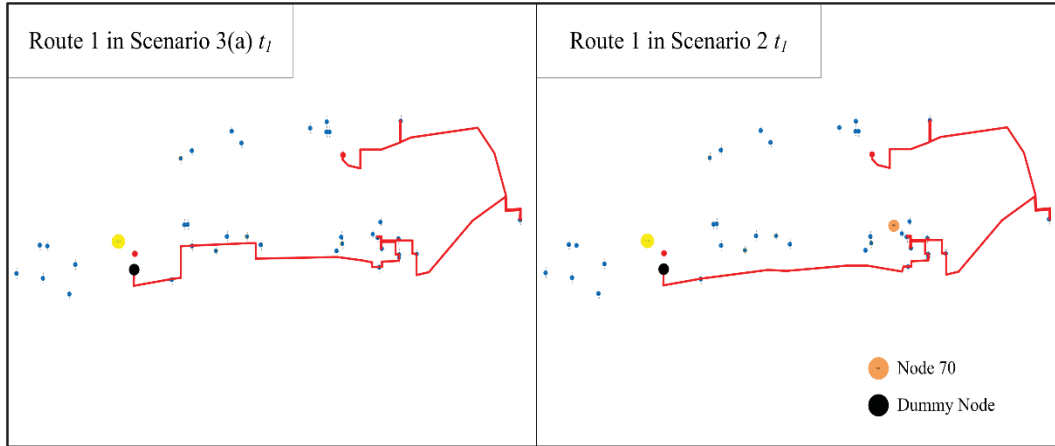 Route 1 in Scenario 3(a) t1
Route 1 in Scenario 2 t1
Node 70
Dummy Node